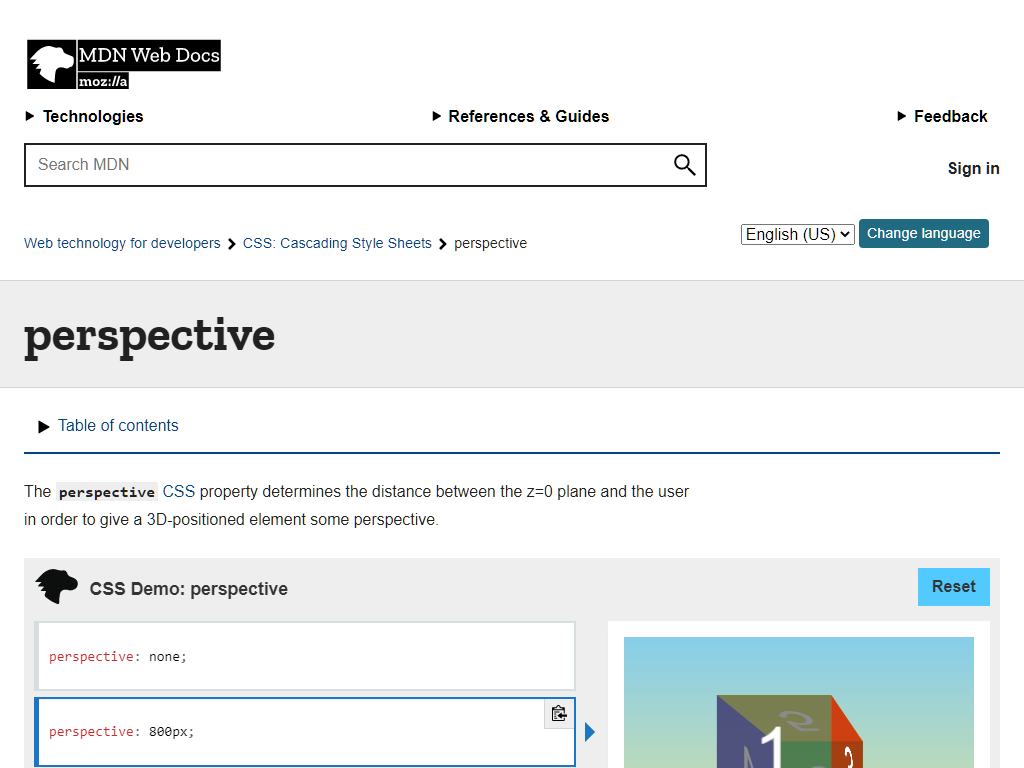 MDN Web Docs
moz://a
Technologies
References & Guides
Feedback
Search MDN
Sign in
Web technology for developers
CSS: Cascading Style Sheets
perspective
English (US)
Change language
perspective
Table of contents
The perspective CSS property determines the distance between the z=0 plane and the user
in order to give a 3D-positioned element some perspective.
CSS Demo: perspective
Reset
perspective: none;
perspective: 800px;
1
2